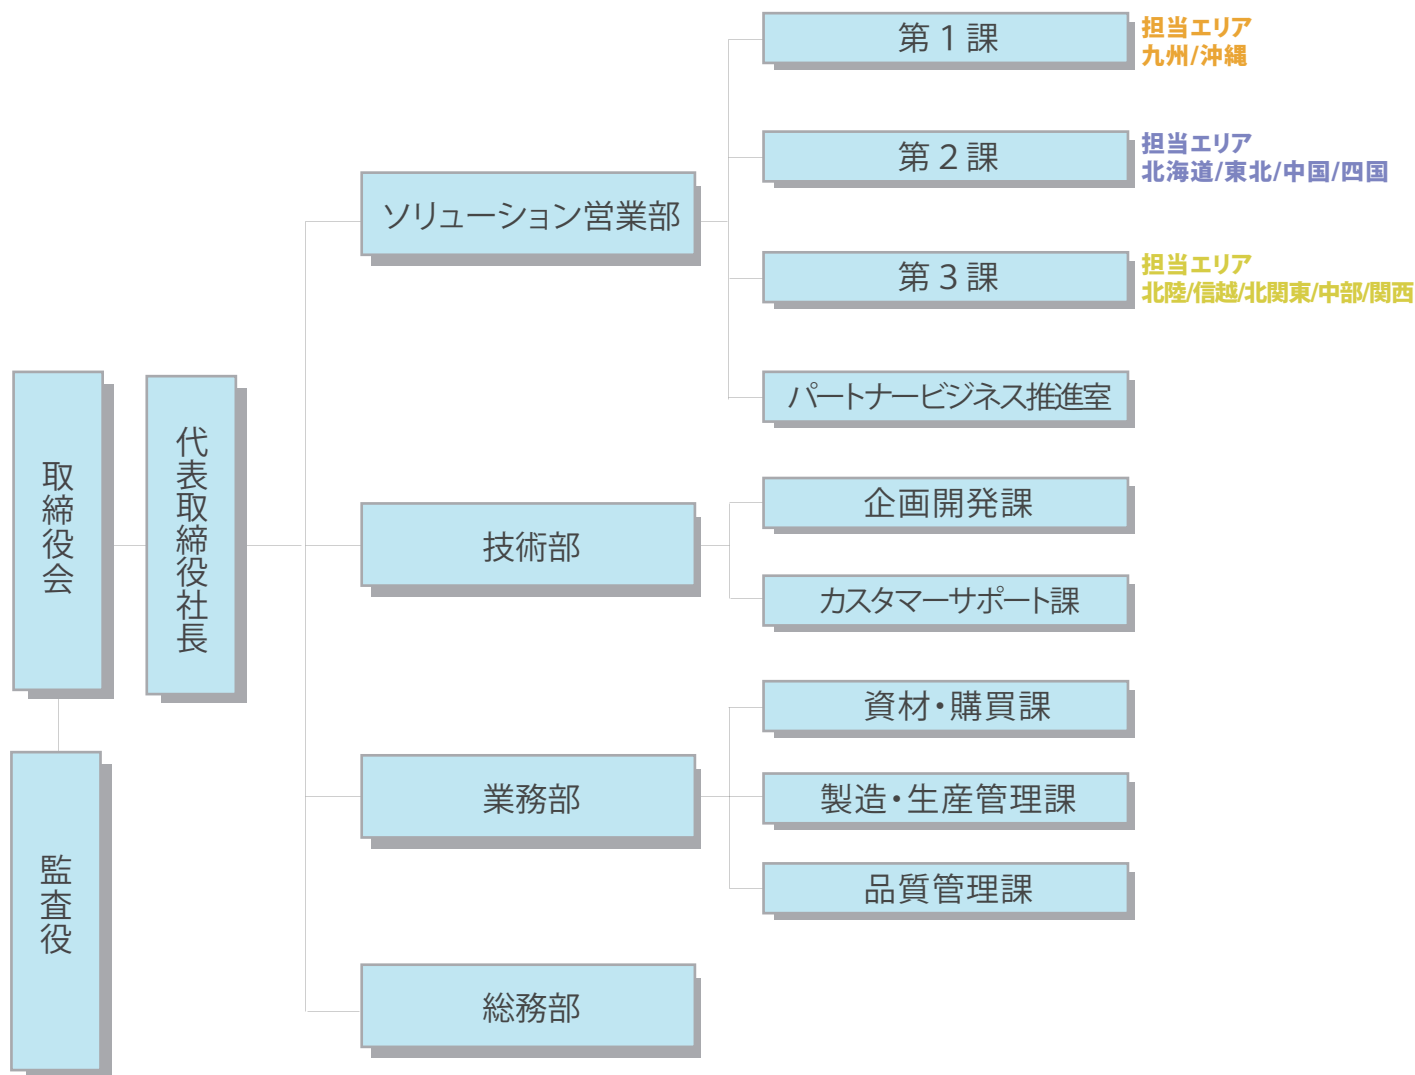 取締役会
監査役
代表取締役社長
ソリューション営業部
第1課
担当エリア
九州/沖縄
第2課
担当エリア
北海道/東北/中国/四国
第3課
担当エリア
北陸/信越/北関東/中部/関西
パートナービジネス推進室
技術部
企画開発課
カスタマーサポート課
業務部
資材・購買課
製造・生産管理課
品質管理課
総務部